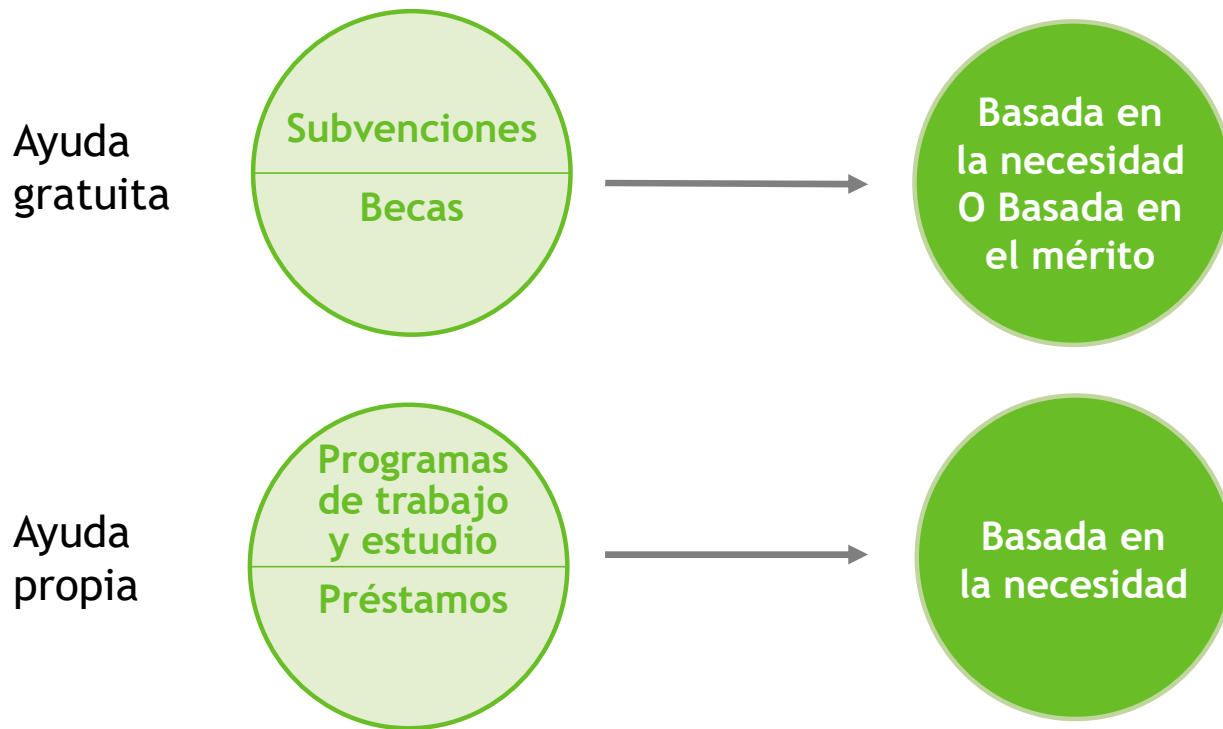 Ayuda
gratuita
Subvenciones
Becas
Basada en
la necesidad
O Basada en
el mérito
Ayuda
propia
Programas
de trabajo
y estudio
Préstamos
Basada en
la necesidad